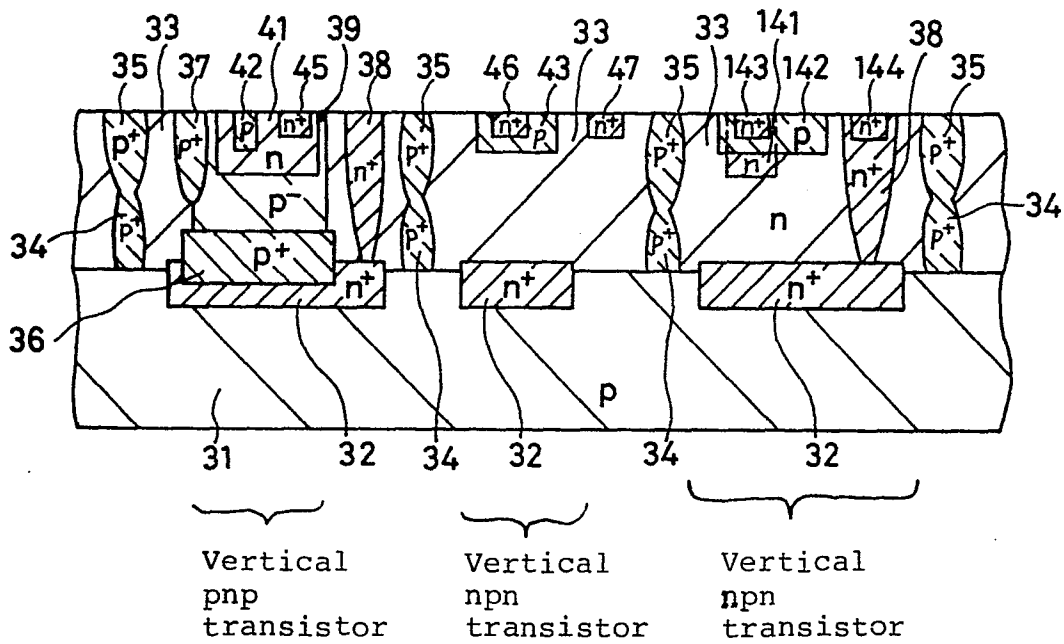 35 33 37 42 41 45 39 38 35 46 43 33 47 35 33 143 141 142 144 38 35
p+ p+ p n+ n+ p+ n+ p n+ p+ n+ p n+ p+
n n
34 p+ p- p+ p+ n p+ 34
p+
n+ n+ n+
36
p
31 32 34 32 34 32
Vertical Vertical Vertical
pnp npn npn
transistor transistor transistor